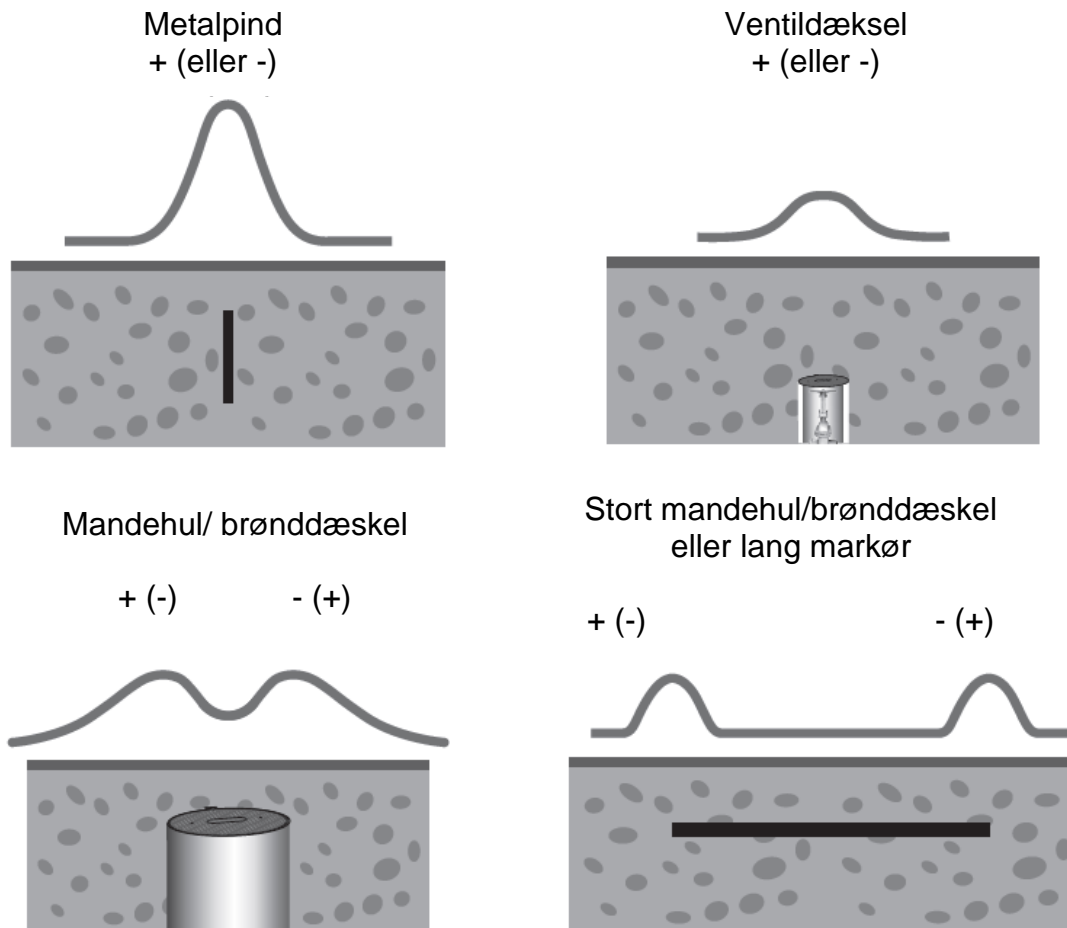 Metalpind
+ (eller -)
Ventildæksel
+ (eller -)
Mandehul/ brønddæskel
+ (-) - (+)
Stort mandehul/brønddæskel
eller lang markør
+ (-) - (+)